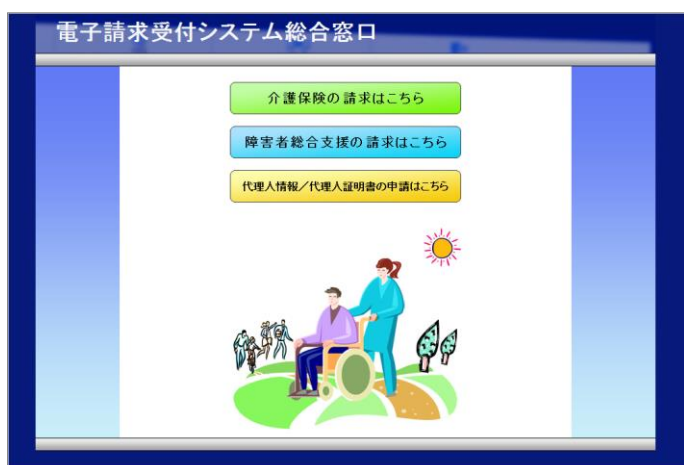 電子請求受付システム総合窓口
介護保険の請求はこちら
障害者総合支援の請求はこちら
代理人情報／代理人証明書の申請はこちら